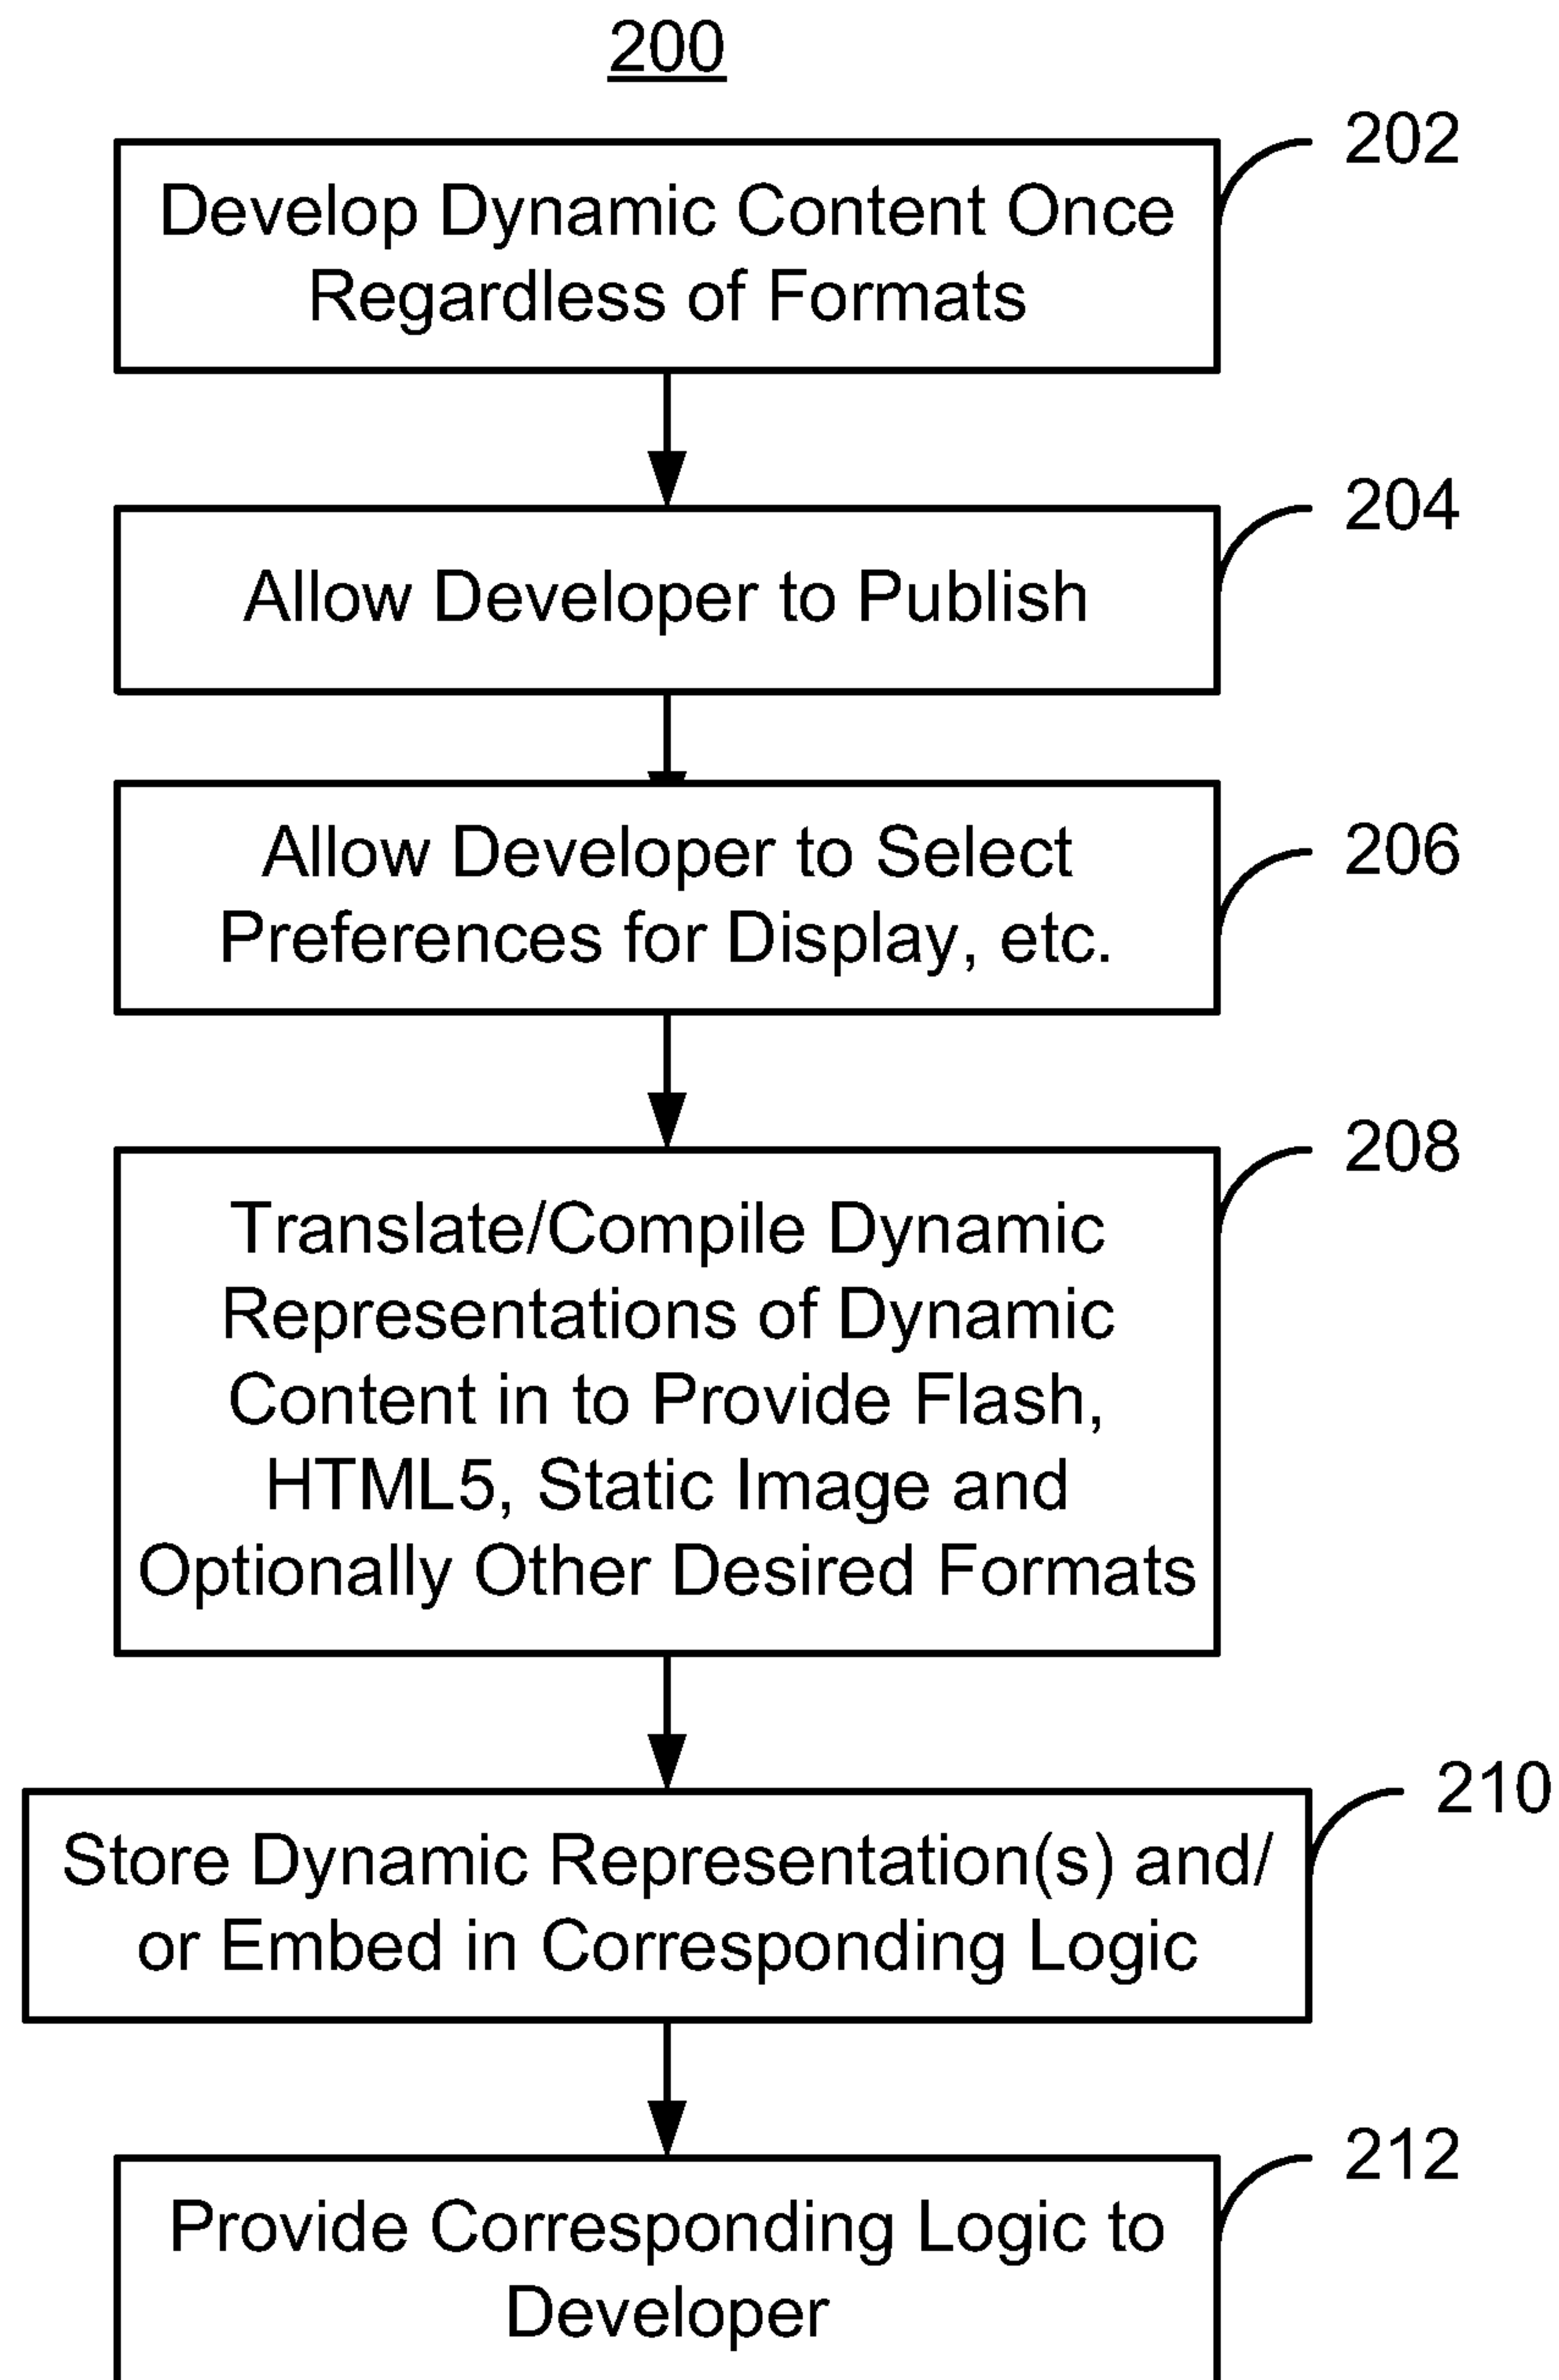 200
202
Develop Dynamic Content Once
Regardless of Formats
204
Allow Developer to Publish
206
Allow Developer to Select
Preferences for Display, etc.
208
Translate/Compile Dynamic
Representations of Dynamic
Content in to Provide Flash,
HTML5, Static Image and
Optionally Other Desired Formats
210
Store Dynamic Representation(s) and/
or Embed in Corresponding Logic
212
Provide Corresponding Logic to
Developer